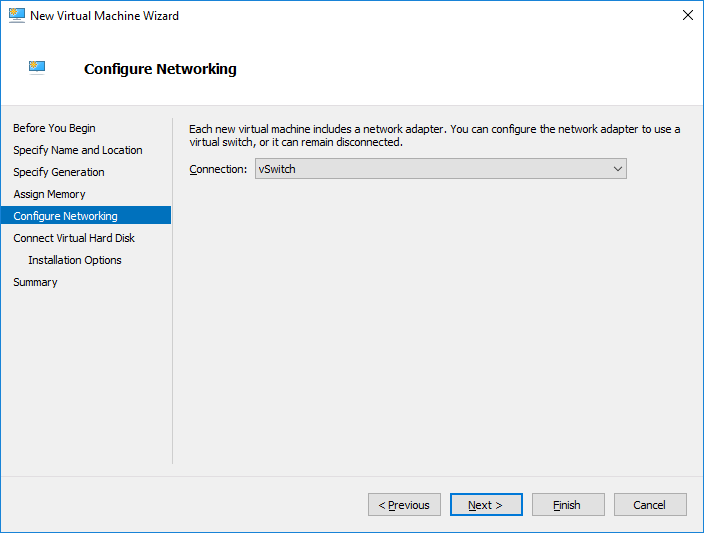 New Virtual Machine Wizard
Configure Networking
Before You Begin
Specify Name and Location
Specify Generation
Assign Memory
Configure Networking
Connect Virtual Hard Disk
Installation Options
Summary
Each new virtual machine includes a network adapter. You can configure the network adapter to use a
virtual switch, or it can remain disconnected.
Connection: vSwitch
< Previous Next > Finish Cancel